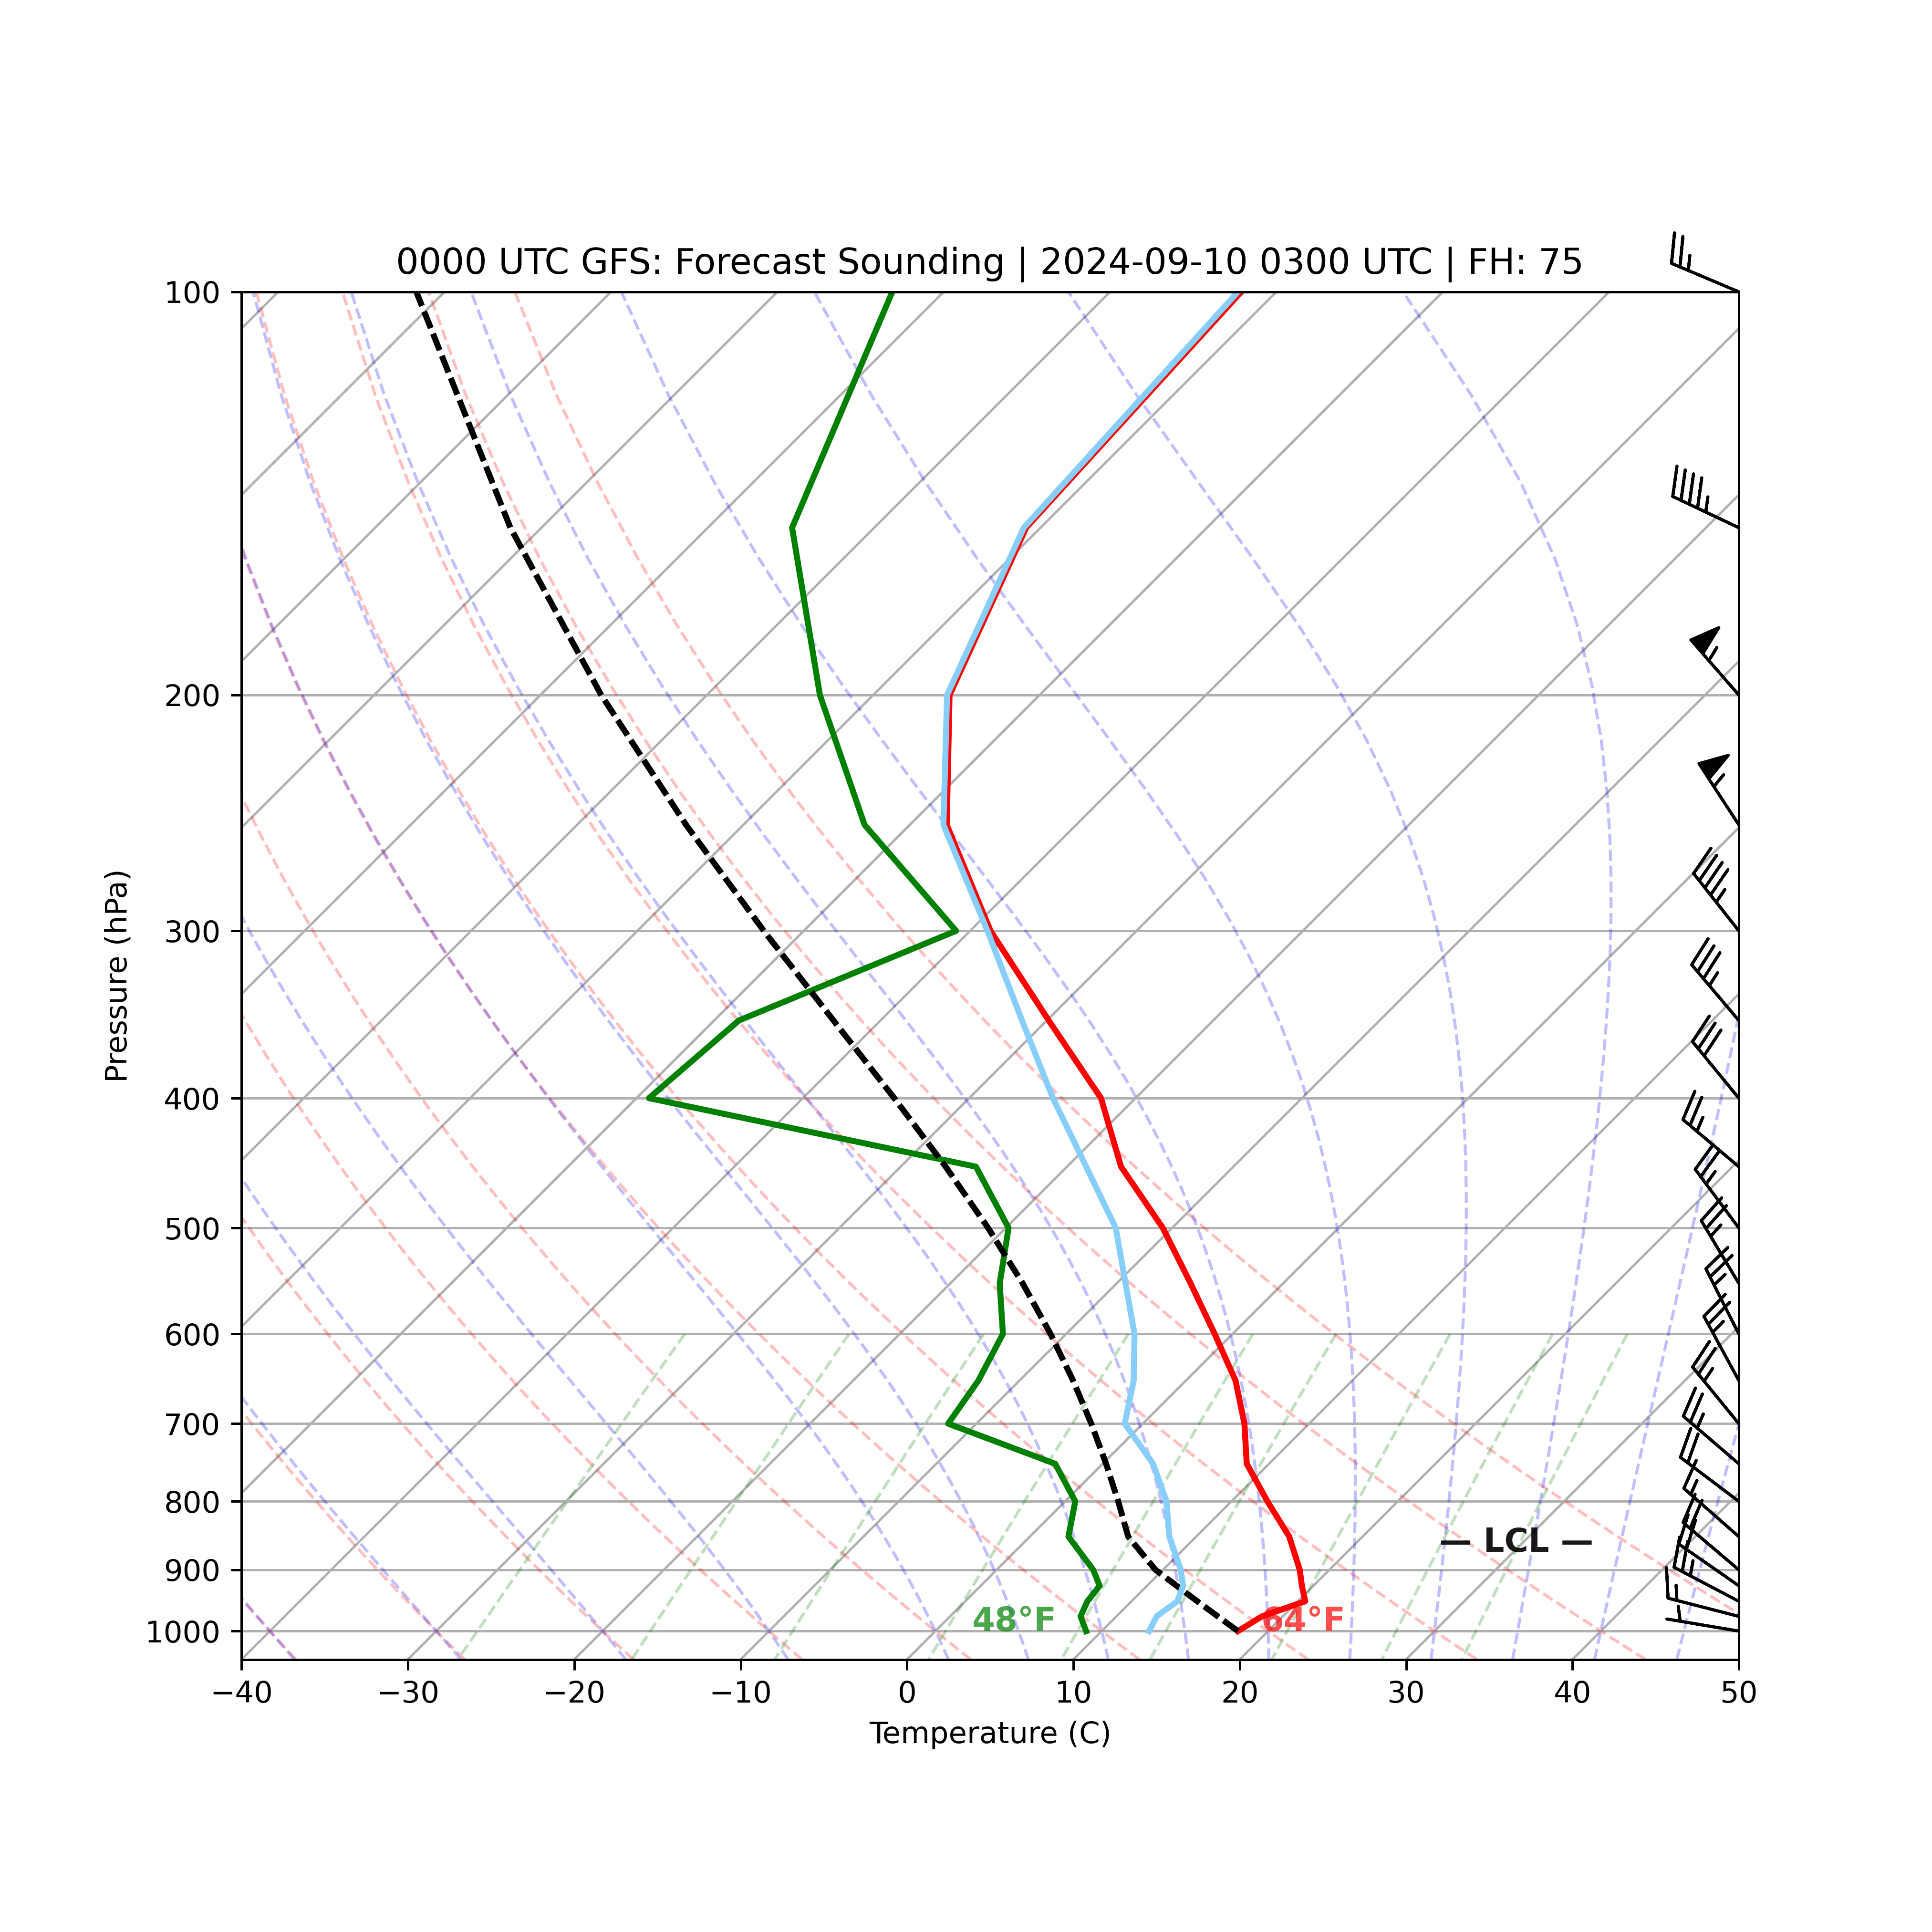 0000 UTC GFS: Forecast Sounding | 2024-09-10 0300 UTC | FH: 75
100
200
300
400
500
600
700
800
900
1000
Pressure (hPa)
— LCL —
48°F
64°F
−40 −30 −20 −10 0 10 20 30 40 50
Temperature (C)